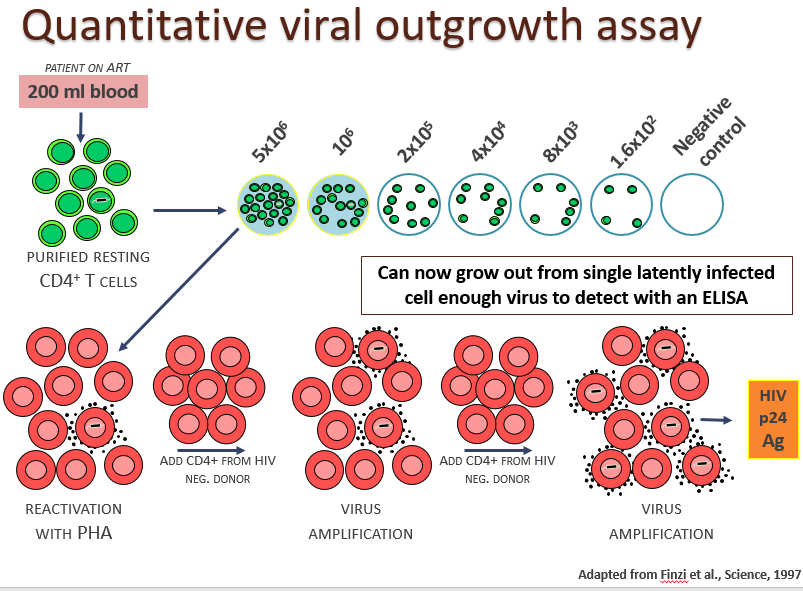 Quantitative viral outgrowth assay
PATIENT ON ART
200 ml blood
5x10⁶
10⁶
2x10⁵
4x10⁴
8x10³
1.6x10²
Negative
control
PURIFIED RESTING
CD4⁺ T CELLS
Can now grow out from single latently infected
cell enough virus to detect with an ELISA
ADD CD4+ FROM HIV
NEG. DONOR
ADD CD4+ FROM HIV
NEG. DONOR
HIV
p24
Ag
REACTIVATION
WITH PHA
VIRUS
AMPLIFICATION
VIRUS
AMPLIFICATION
Adapted from Finzi et al., Science, 1997